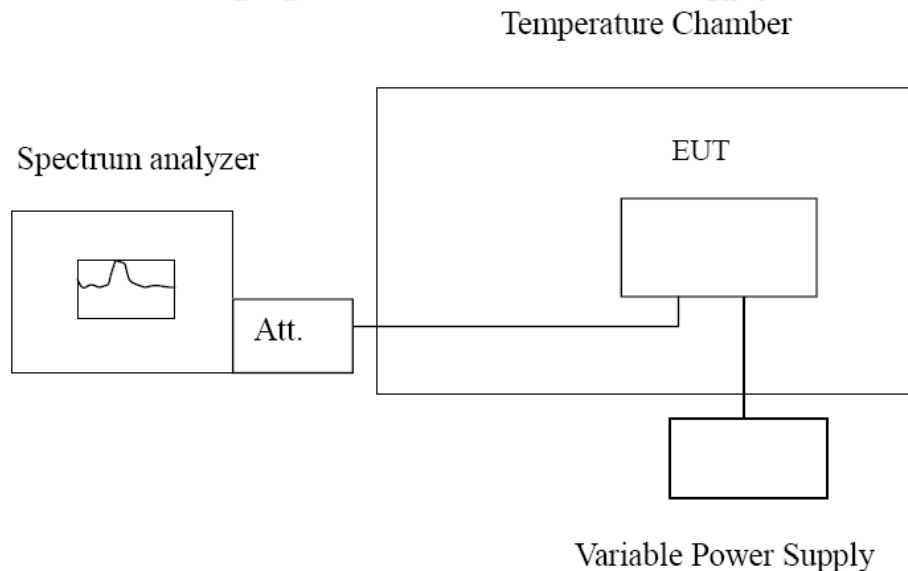 Temperature Chamber
EUT
Spectrum analyzer
Att.
Variable Power Supply